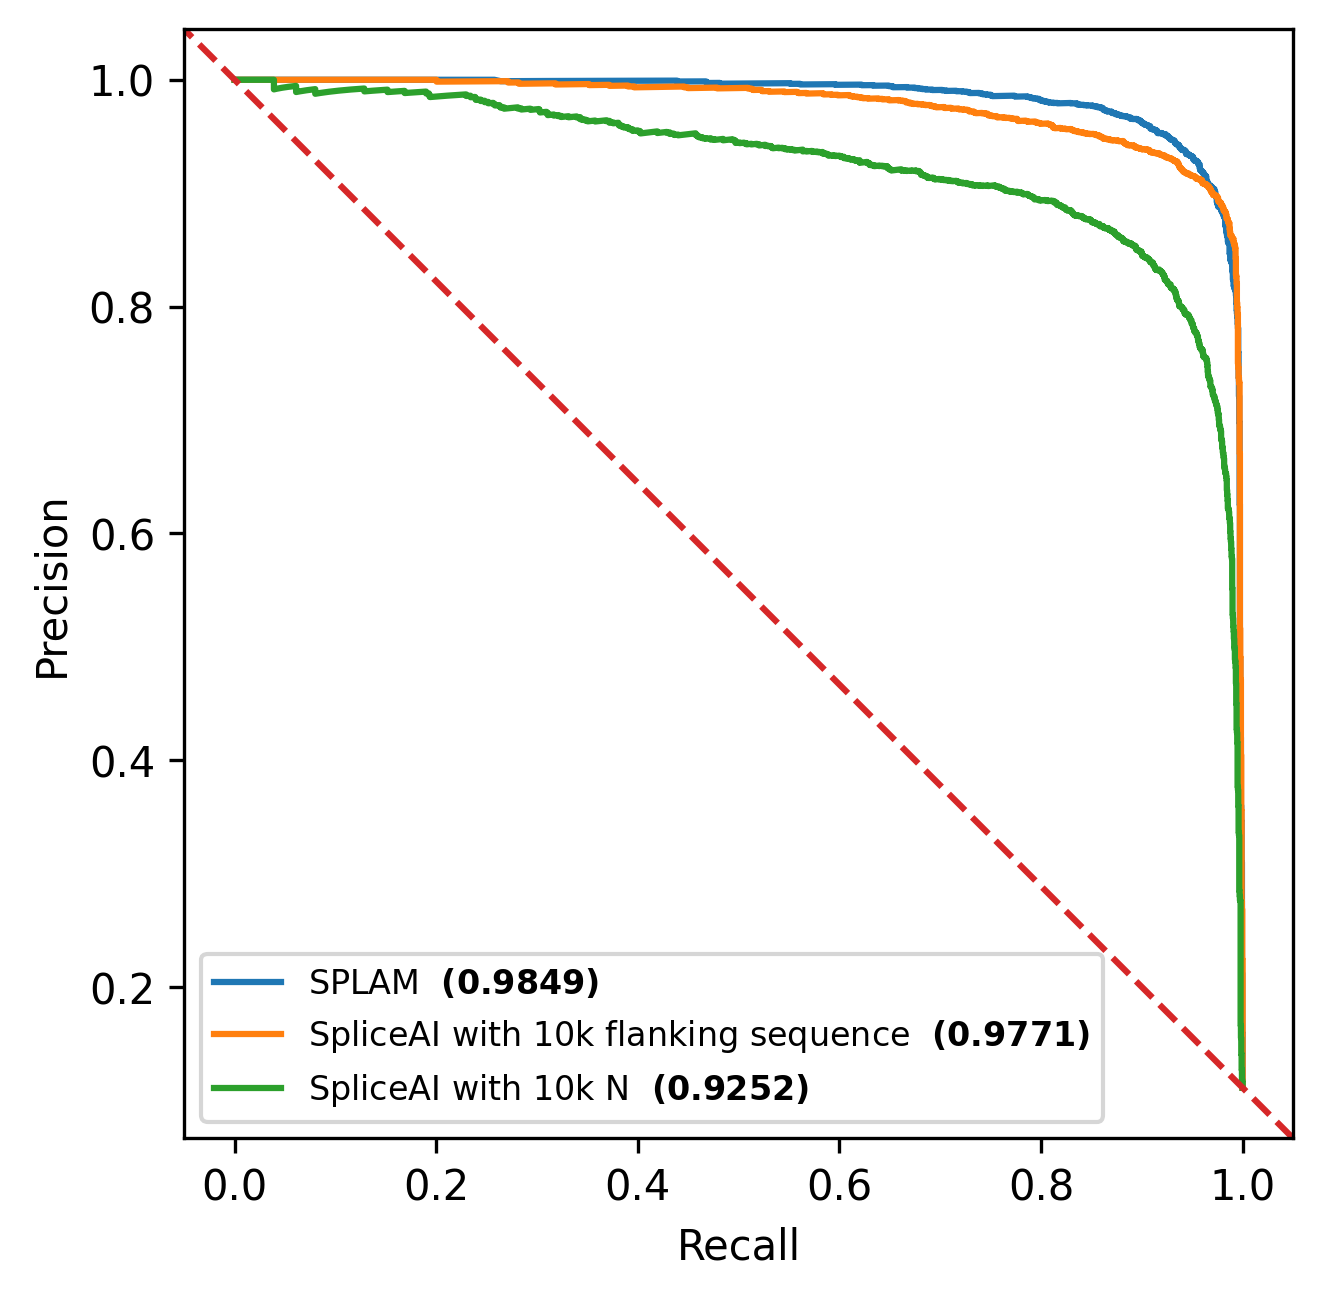 1.0
0.8
0.6
0.4
0.2
Precision
SPLAM (0.9849)
SpliceAI with 10k flanking sequence (0.9771)
SpliceAI with 10k N (0.9252)
0.0 0.2 0.4 0.6 0.8 1.0
Recall